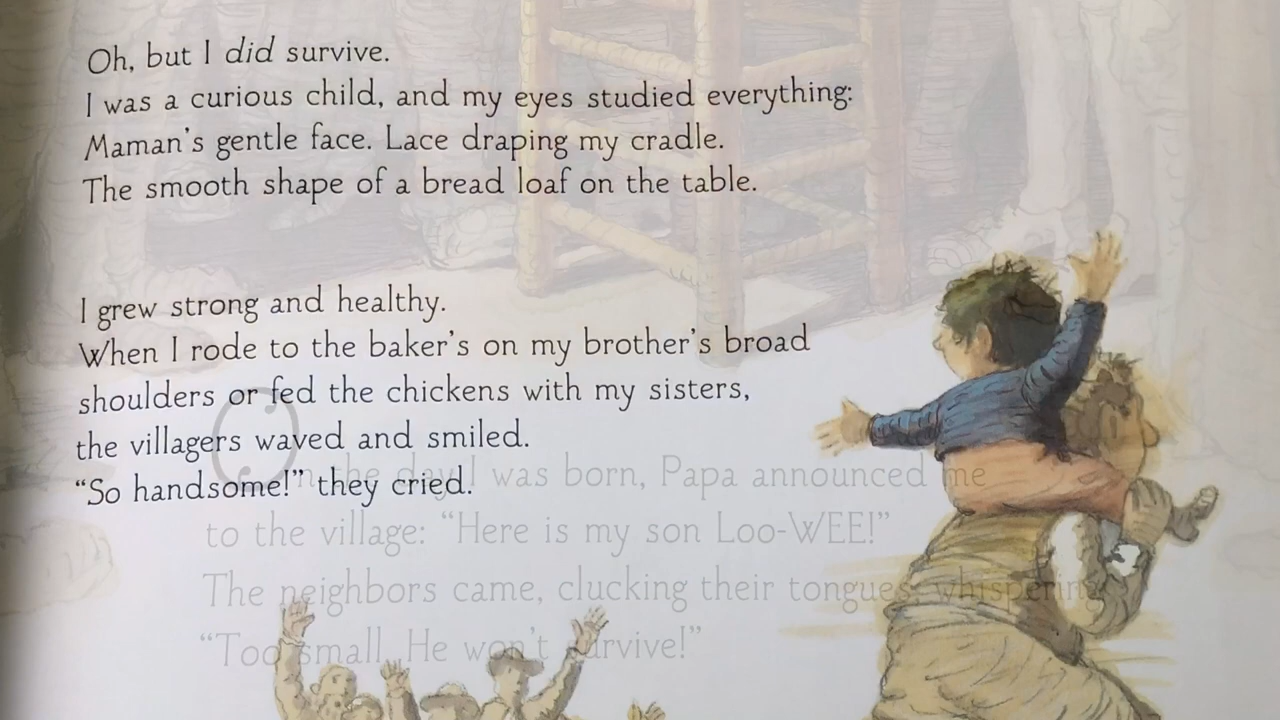 Oh, but I did survive.
I was a curious child, and my eyes studied everything:
Maman's gentle face. Lace draping my cradle.
The smooth shape of a bread loaf on the table.
I grew strong and healthy.
When I rode to the baker's on my brother's broad
shoulders or fed the chickens with my sisters,
the villagers waved and smiled.
“So handsome!” they cried.
On the day I was born, Papa announced me
to the village: “Here is my son Loo-WEE!”
The neighbors came, clucking their tongues, whispering,
“Too small. He won't survive!”